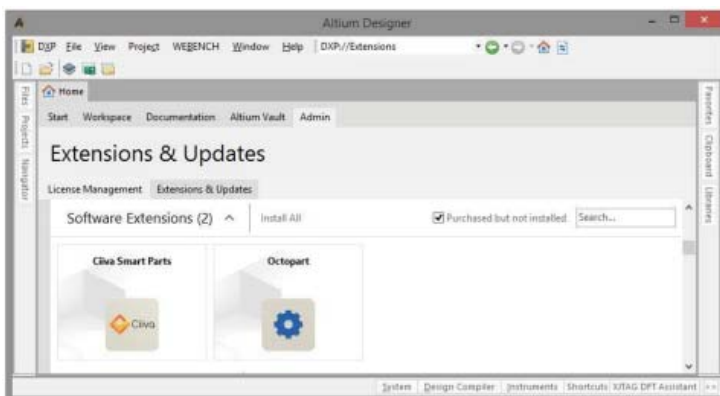 Altium Designer
DXP File View Project WEBENCH Window Help DXP://Extensions
Home
Start Workspace Documentation Altium Vault Admin
Extensions & Updates
License Management Extensions & Updates
Software Extensions (2) Install All Purchased but not installed Search...
Ciiva Smart Parts Octopart
Ciiva
Files Projects Navigator
Favorites Clipboard Libraries
System Design Compiler Instruments Shortcuts XJTAG DFT Assistant >>